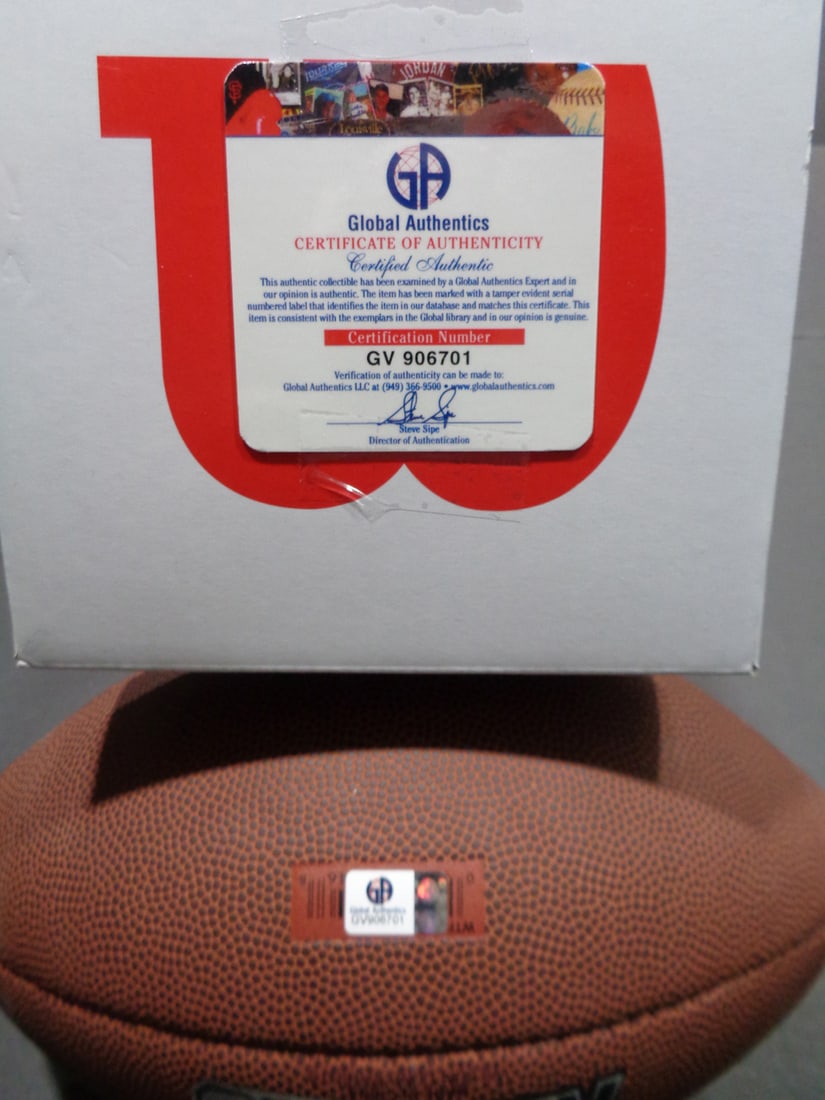 JORDAN
Louisville
GA
Global Authentics
CERTIFICATE OF AUTHENTICITY
Certified Authentic
This authentic collectible has been examined by a Global Authentics Expert and in
our opinion is authentic. The item has been marked with a tamper evident serial
numbered label that identifies the item in our database and matches this certificate. This
item is consistent with the exemplars in the Global library and in our opinion is genuine.
Certification Number
GV 906701
Verification of authenticity can be made to:
Global Authentics LLC at (949) 366-9500 • www.globalauthentics.com
Steve Sipe
Director of Authentication
GA
Global Authentics
GV906701